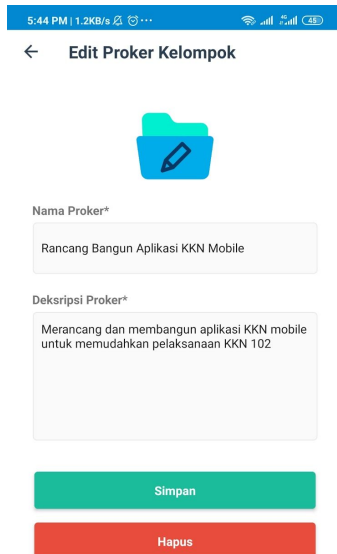 5:44 PM | 1.2KB/s ... 4G 45
Edit Proker Kelompok
Nama Proker*
Rancang Bangun Aplikasi KKN Mobile
Deksripsi Proker*
Merancang dan membangun aplikasi KKN mobile
untuk memudahkan pelaksanaan KKN 102
Simpan
Hapus